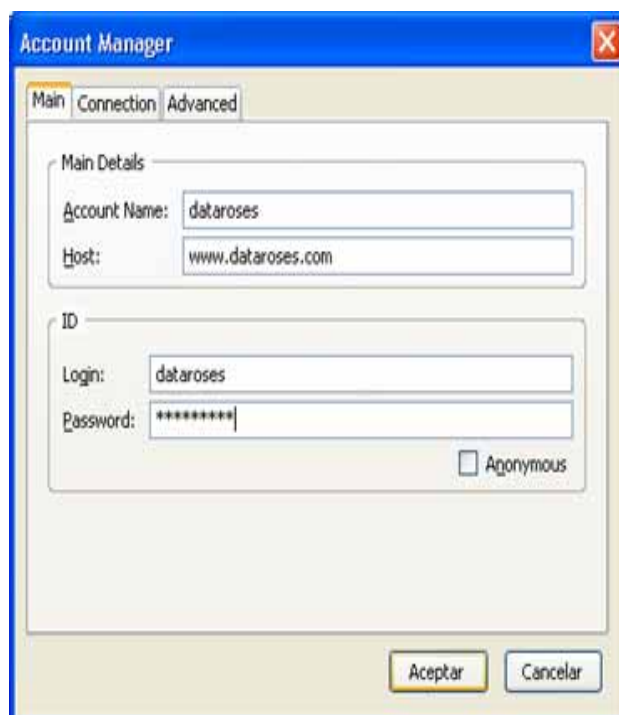 Account Manager
Main Connection Advanced
Main Details
Account Name: dataroses
Host: www.dataroses.com
ID
Login: dataroses
Password: *********
Anonymous
Aceptar Cancelar